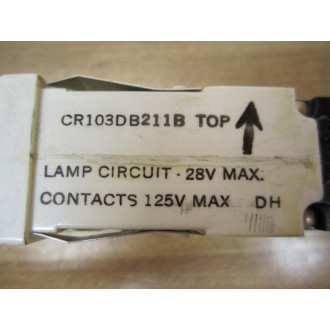 CR103DB211B TOP
LAMP CIRCUIT - 28V MAX.
CONTACTS 125V MAX DH